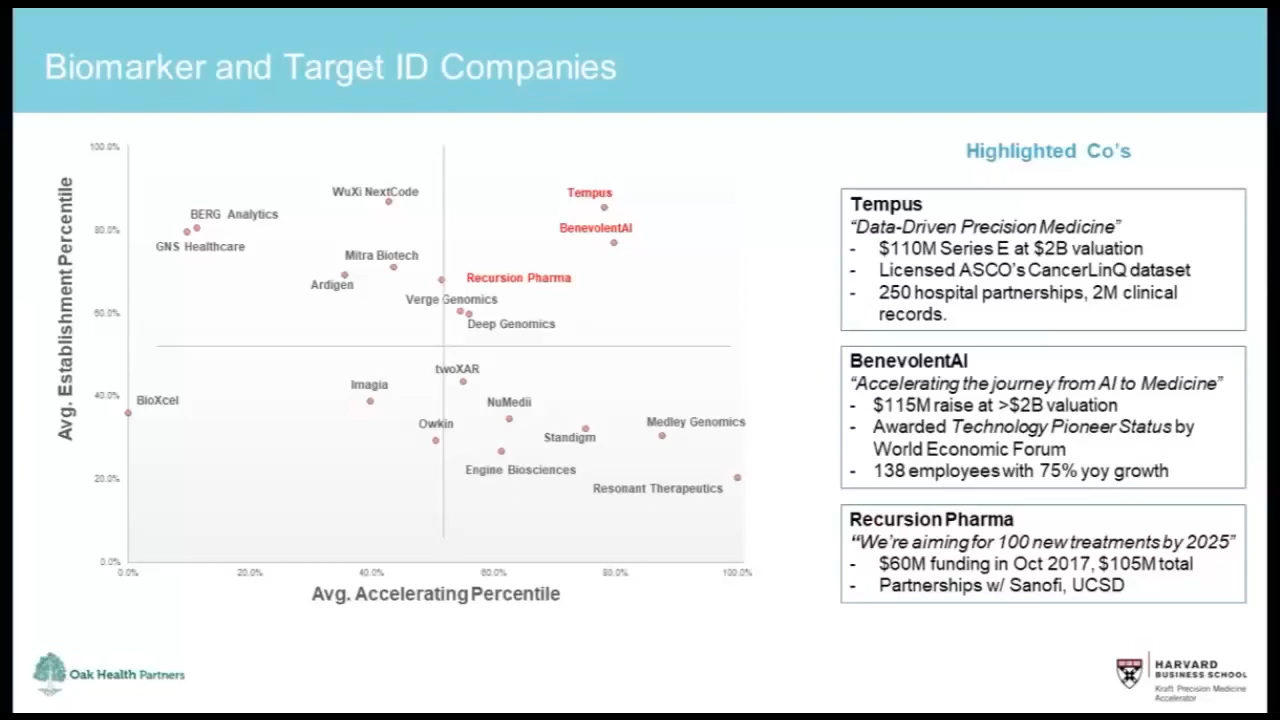 Biomarker and Target ID Companies
Avg. Establishment Percentile
100.0%
80.0%
60.0%
40.0%
20.0%
0.0%
WuXi NextCode
Tempus
BERG Analytics
BenevolentAI
GNS Healthcare
Mitra Biotech
Recursion Pharma
Ardigen
Verge Genomics
Deep Genomics
twoXAR
Imagia
BioXcel
NuMedii
Owkin
Medley Genomics
Standigm
Engine Biosciences
Resonant Therapeutics
0.0%
20.0%
40.0%
60.0%
80.0%
100.0%
Avg. Accelerating Percentile
Highlighted Co's
Tempus
“Data-Driven Precision Medicine”
- $110M Series E at $2B valuation
- Licensed ASCO's CancerLinQ dataset
- 250 hospital partnerships, 2M clinical
records.
BenevolentAI
“Accelerating the journey from AI to Medicine”
- $115M raise at >$2B valuation
- Awarded Technology Pioneer Status by
World Economic Forum
- 138 employees with 75% yoy growth
Recursion Pharma
“We’re aiming for 100 new treatments by 2025”
- $60M funding in Oct 2017, $105M total
- Partnerships w/ Sanofi, UCSD
Oak Health Partners
HARVARD
BUSINESS SCHOOL
Kraft Precision Medicine
Accelerator